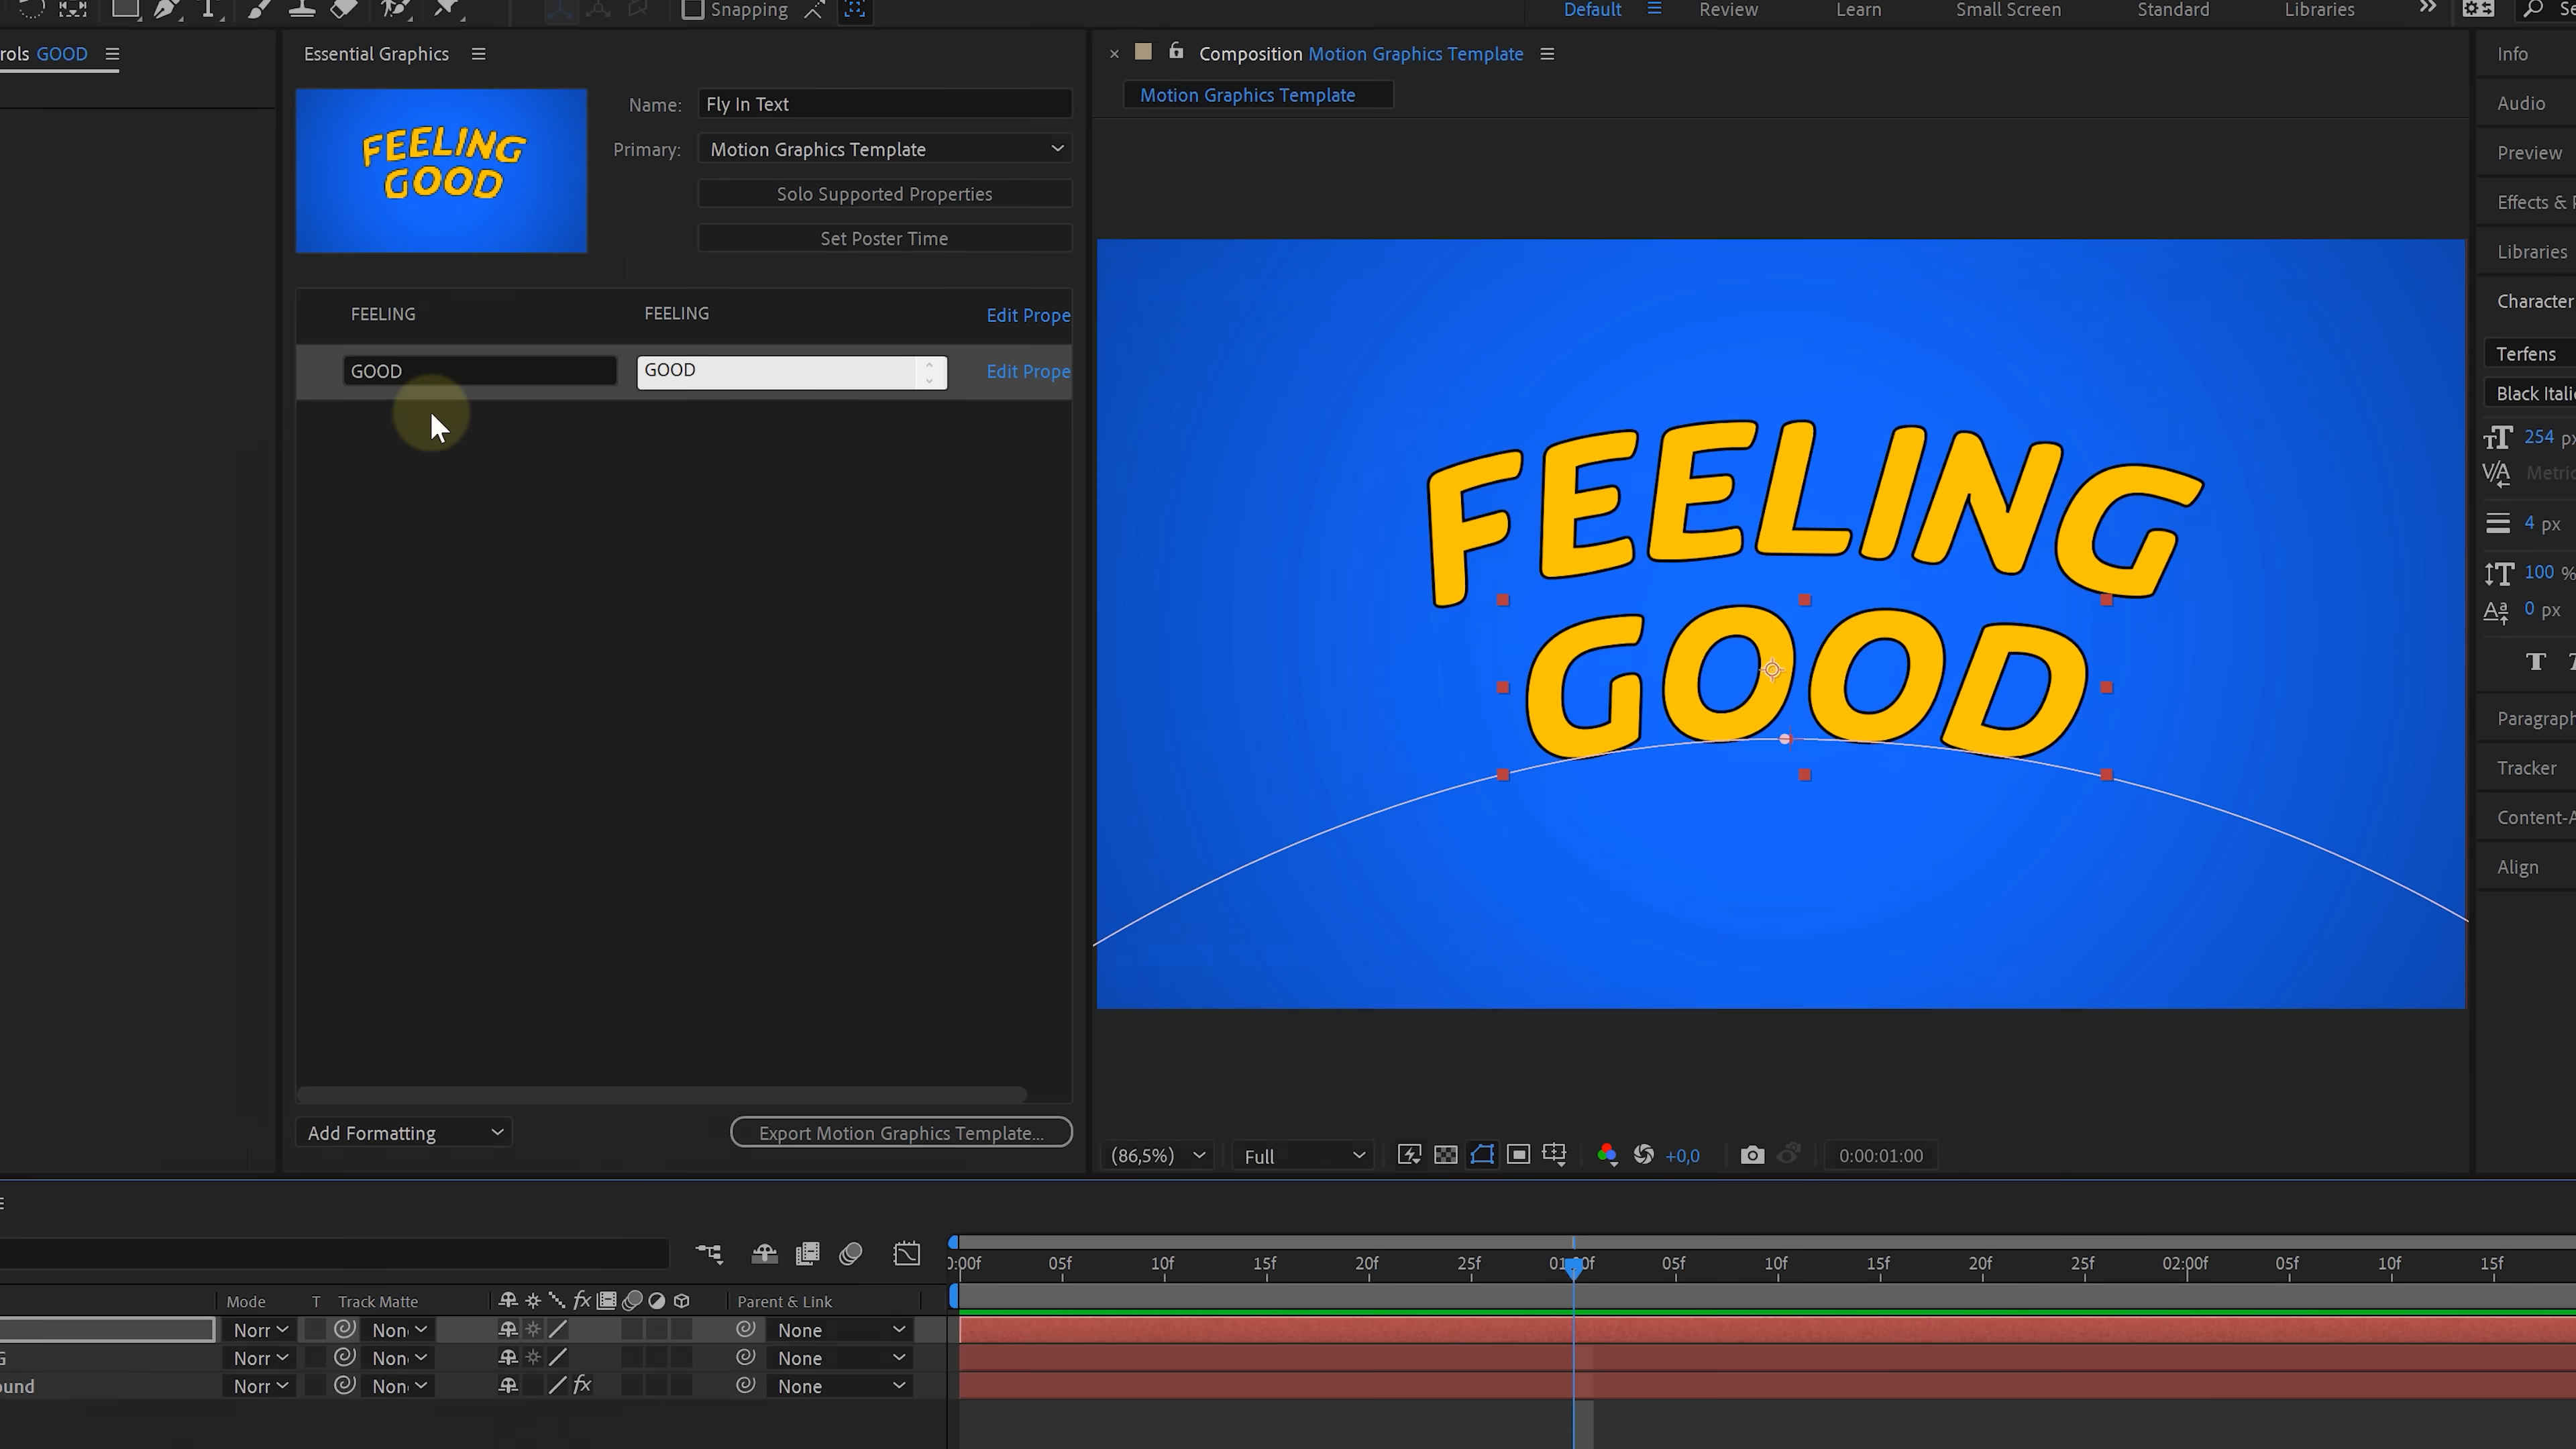 Snapping
Default
Review
Learn
Small Screen
Standard
Libraries
rols GOOD
Essential Graphics
Composition Motion Graphics Template
Info
Motion Graphics Template
Audio
Name: Fly In Text
Primary: Motion Graphics Template
Preview
Solo Supported Properties
Effects &
Set Poster Time
Libraries
FEELING
GOOD
FEELING FEELING Edit Prope
GOOD GOOD Edit Prope
Character
Terfens
Black Itali
254 px
Metric
4 px
100 %
0 px
FEELING
GOOD
Paragraph
Tracker
Content-A
Align
Add Formatting
Export Motion Graphics Template...
(86,5%)
Full
+0,0
0:00:01:00
0:00f 05f 10f 15f 20f 25f 01:00f 05f 10f 15f 20f 25f 02:00f 05f 10f 15f
Mode T Track Matte fx Parent & Link
Norr Non None
G Norr Non None
ound Norr Non fx None